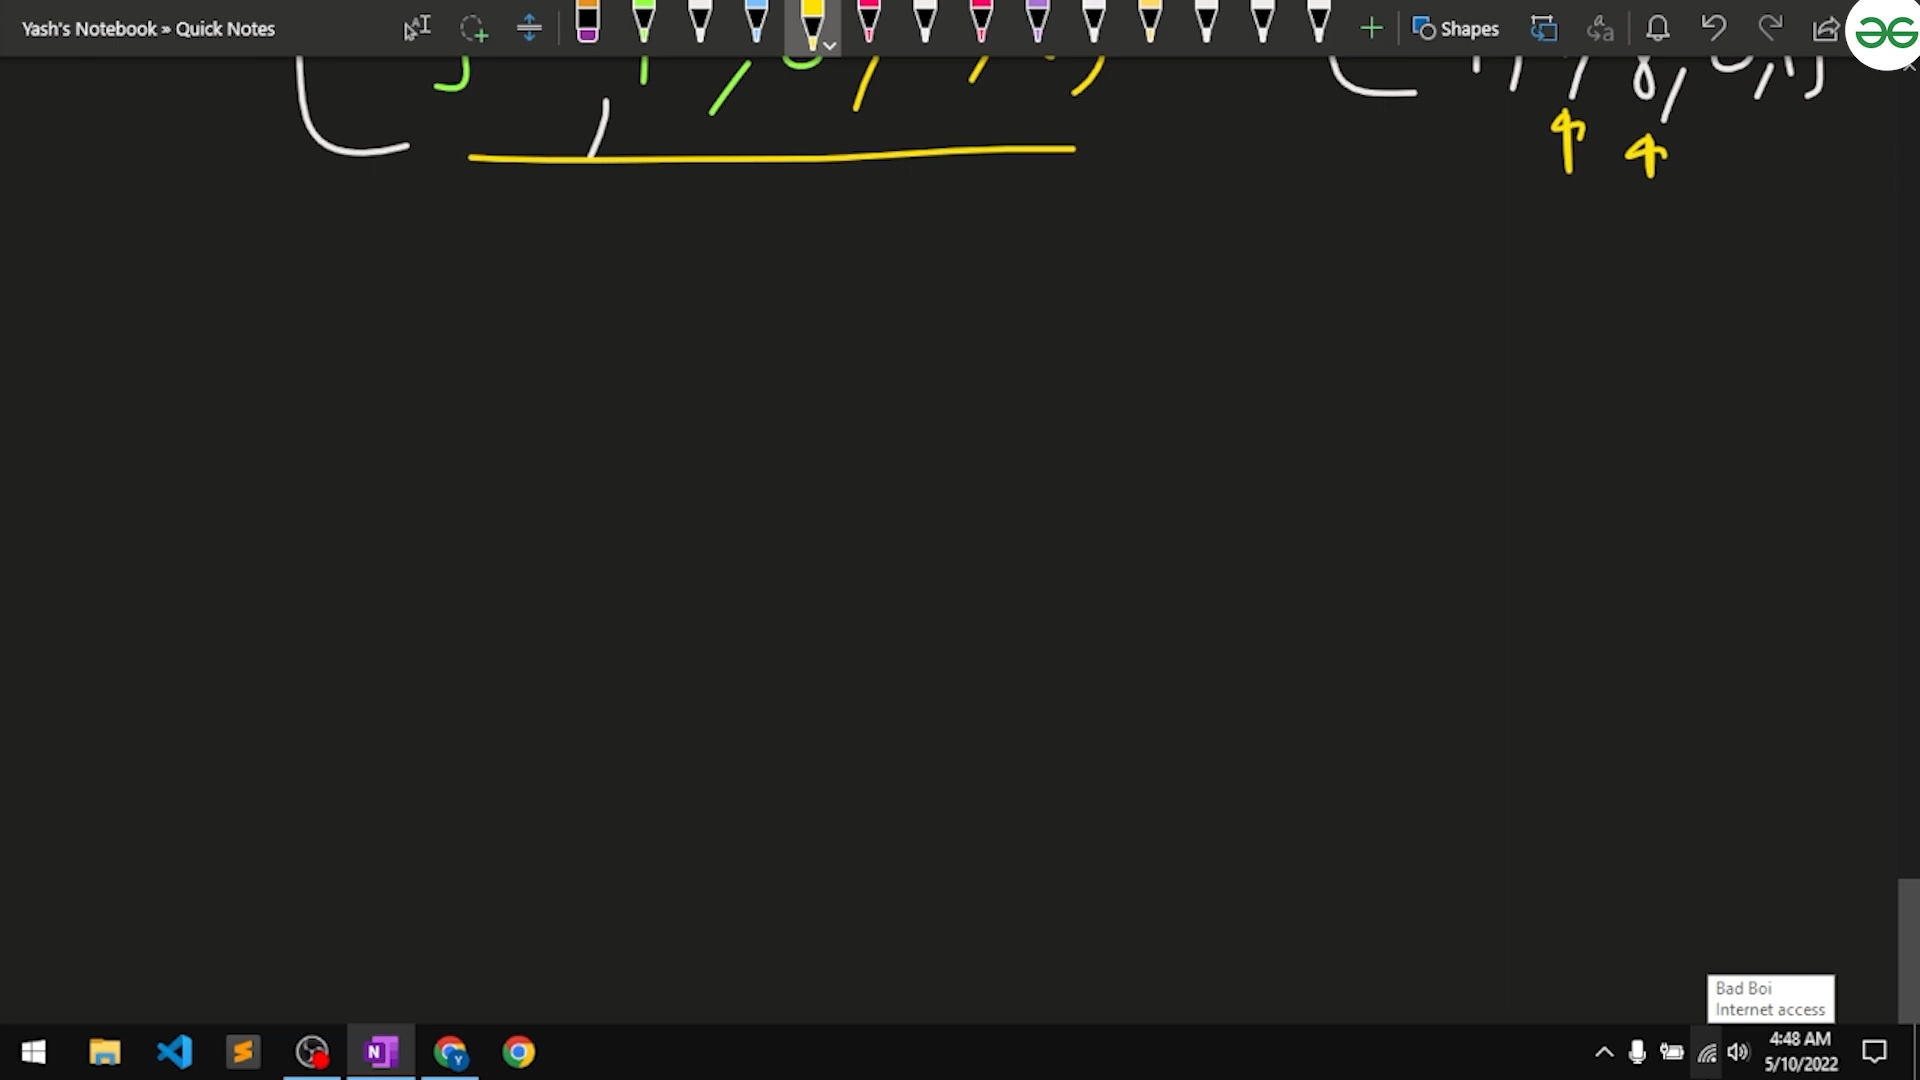 Yash's Notebook » Quick Notes
Shapes
Bad Boi
Internet access
4:48 AM
5/10/2022